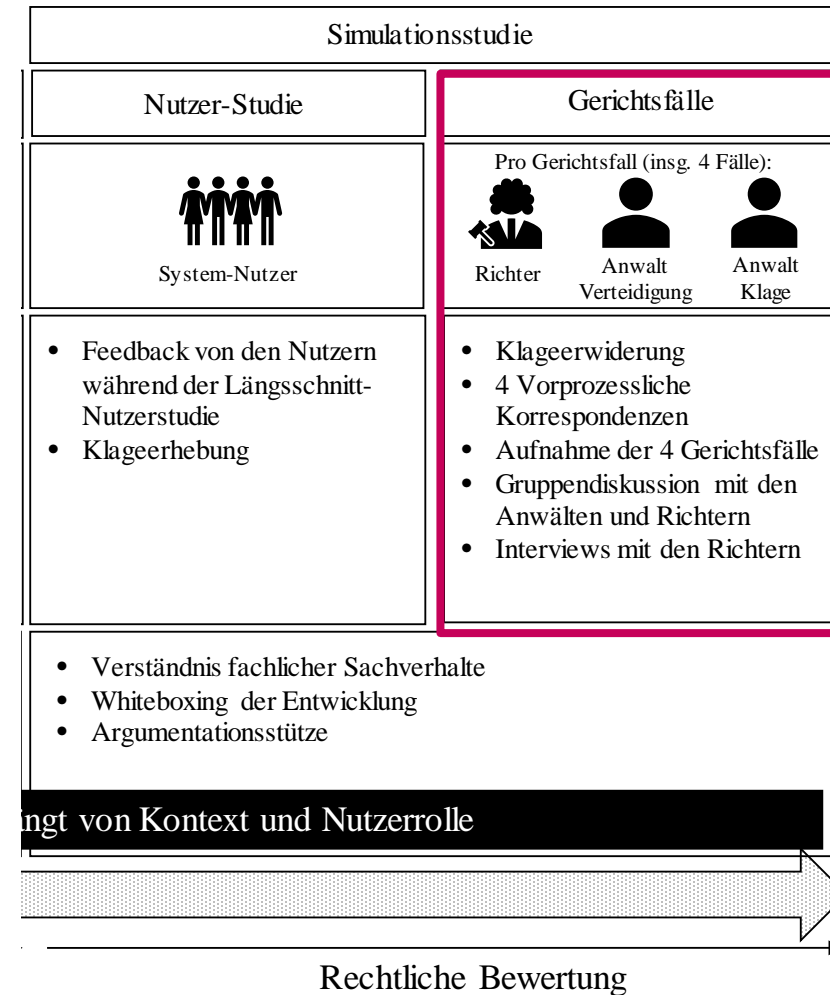 Simulationsstudie
Nutzer-Studie
Gerichtsfälle
System-Nutzer
Pro Gerichtsfall (insg. 4 Fälle):
Richter
Anwalt
Verteidigung
Anwalt
Klage
• Feedback von den Nutzern
während der Längsschnitt-
Nutzerstudie
• Klageerhebung
• Klageerwiderung
• 4 Vorprozessliche
Korrespondenzen
• Aufnahme der 4 Gerichtsfälle
• Gruppendiskussion mit den
Anwälten und Richtern
• Interviews mit den Richtern
• Verständnis fachlicher Sachverhalte
• Whiteboxing der Entwicklung
• Argumentationsstütze
von Kontext und Nutzerrolle
Rechtliche Bewertung